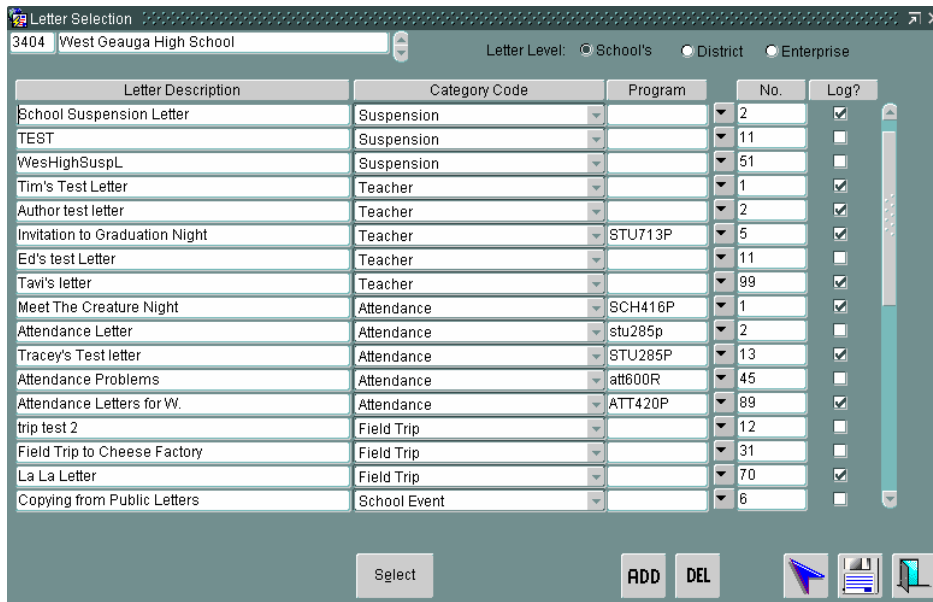 Letter Selection
3404 West Geauga High School Letter Level: School's District Enterprise
Letter Description Category Code Program No. Log?
School Suspension Letter Suspension 2
TEST Suspension 11
WesHighSuspL Suspension 51
Tim's Test Letter Teacher 1
Author test letter Teacher 2
Invitation to Graduation Night Teacher STU713P 5
Ed's test Letter Teacher 11
Tavi's letter Teacher 99
Meet The Creature Night Attendance SCH416P 1
Attendance Letter Attendance stu285p 2
Tracey's Test letter Attendance STU285P 13
Attendance Problems Attendance att600R 45
Attendance Letters for W. Attendance ATT420P 89
trip test 2 Field Trip 12
Field Trip to Cheese Factory Field Trip 31
La La Letter Field Trip 70
Copying from Public Letters School Event 6
Select ADD DEL